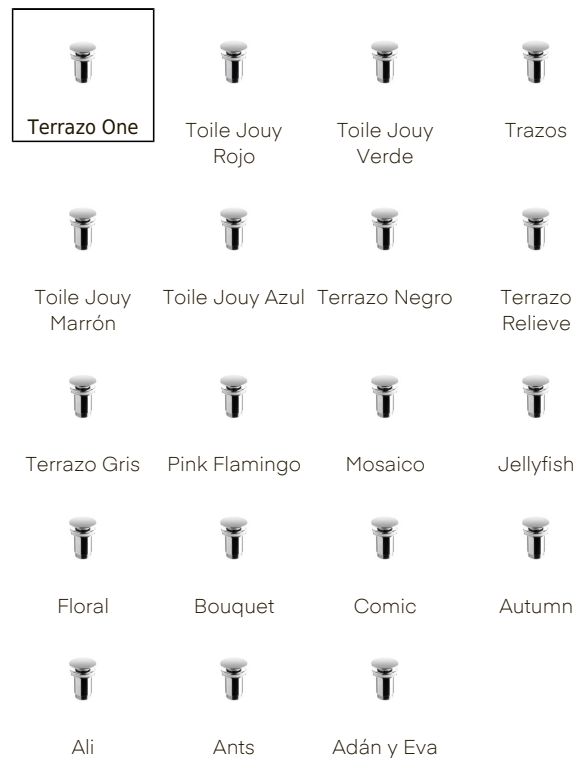 Terrazo One
Toile Jouy
Rojo
Toile Jouy
Verde
Trazos
Toile Jouy
Marrón
Toile Jouy Azul
Terrazo Negro
Terrazo
Relieve
Terrazo Gris
Pink Flamingo
Mosaico
Jellyfish
Floral
Bouquet
Comic
Autumn
Ali
Ants
Adán y Eva